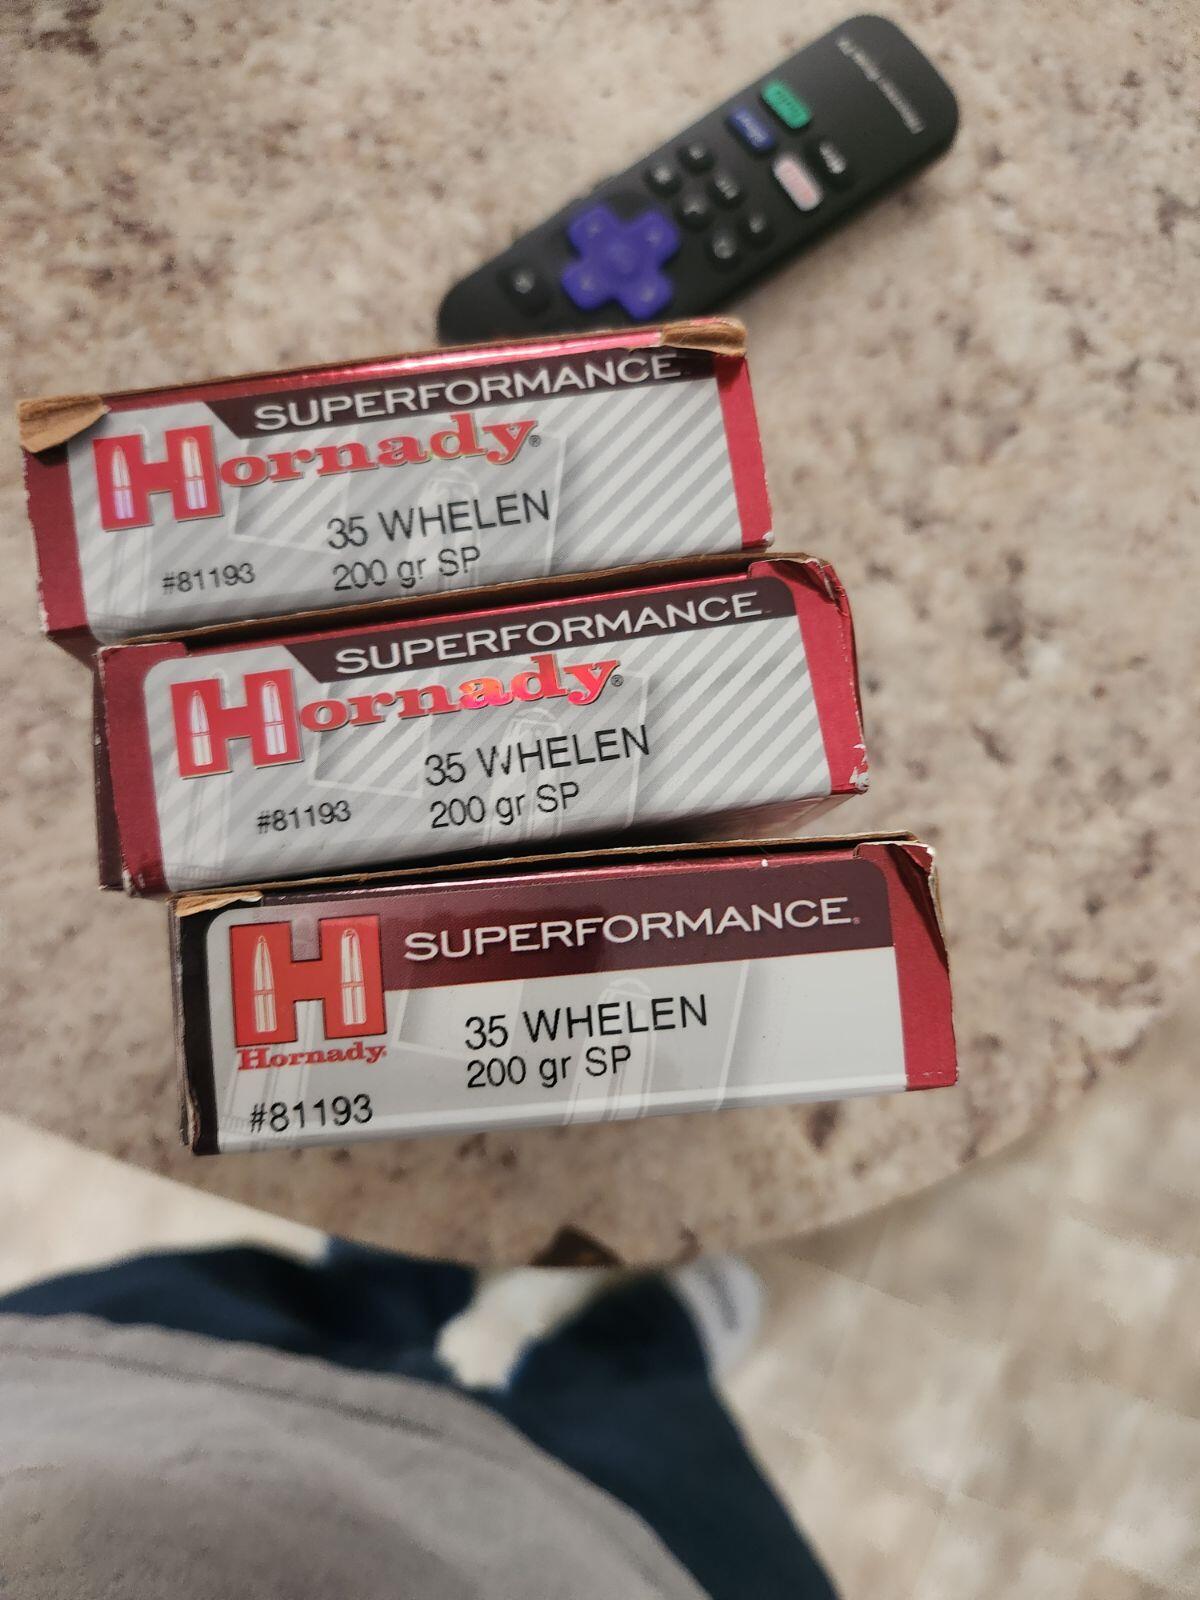 SUPERFORMANCE
Hornady®
35 WHELEN
200 gr SP
#81193
SUPERFORMANCE
Hornady®
35 WHELEN
200 gr SP
#81193
SUPERFORMANCE
H
Hornady
35 WHELEN
200 gr SP
#81193